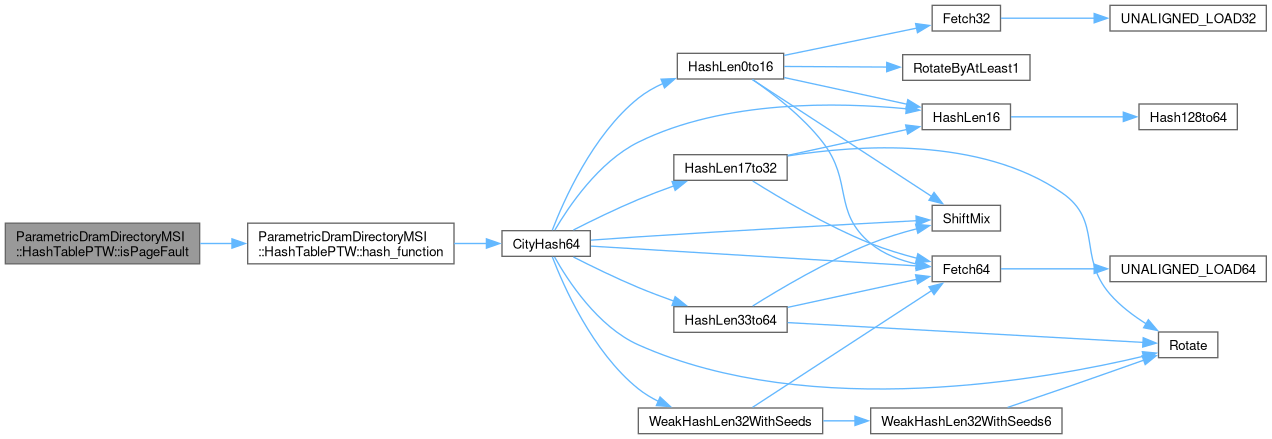 ParametricDramDirectoryMSI
::HashTablePTW::isPageFault
ParametricDramDirectoryMSI
::HashTablePTW::hash_function
CityHash64
HashLen0to16
HashLen17to32
HashLen33to64
WeakHashLen32WithSeeds
Fetch32
RotateByAtLeast1
HashLen16
ShiftMix
Fetch64
WeakHashLen32WithSeeds6
UNALIGNED_LOAD32
Hash128to64
UNALIGNED_LOAD64
Rotate